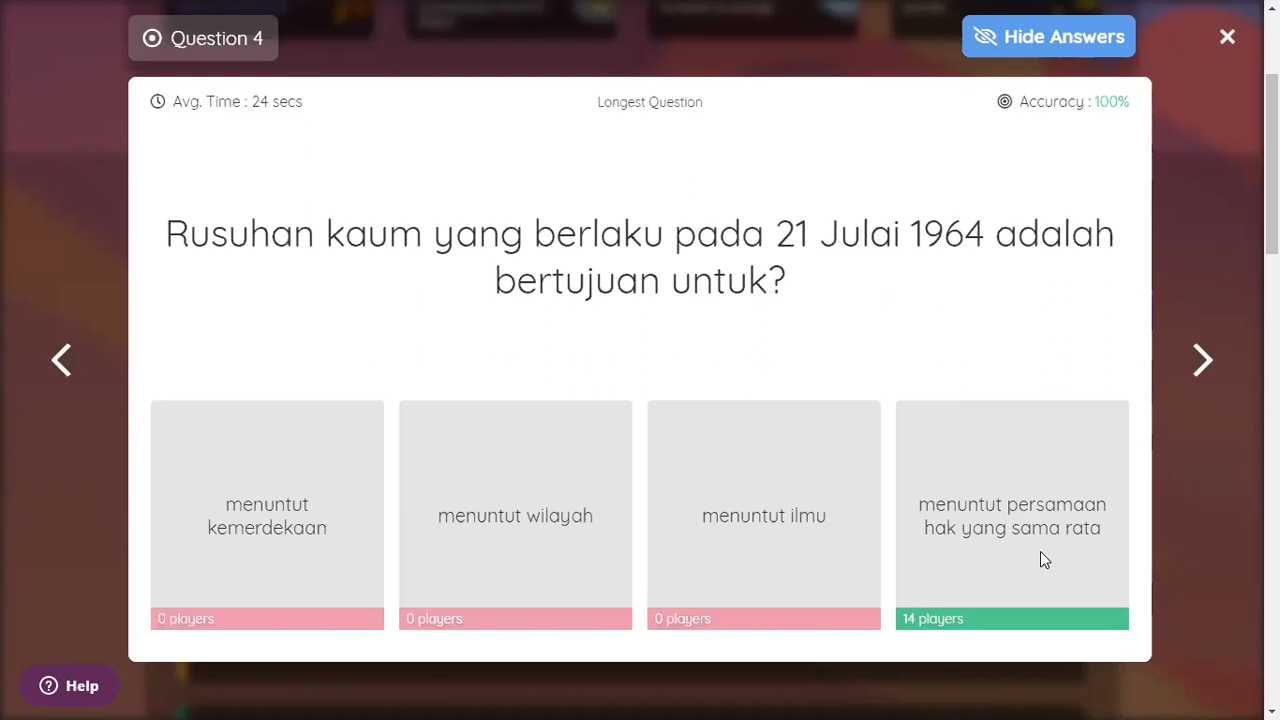 Question 4
Hide Answers
Avg. Time : 24 secs
Longest Question
Accuracy : 100%
Rusuhan kaum yang berlaku pada 21 Julai 1964 adalah
bertujuan untuk?
menuntut
kemerdekaan
menuntut wilayah
menuntut ilmu
menuntut persamaan
hak yang sama rata
0 players
0 players
0 players
14 players
Help